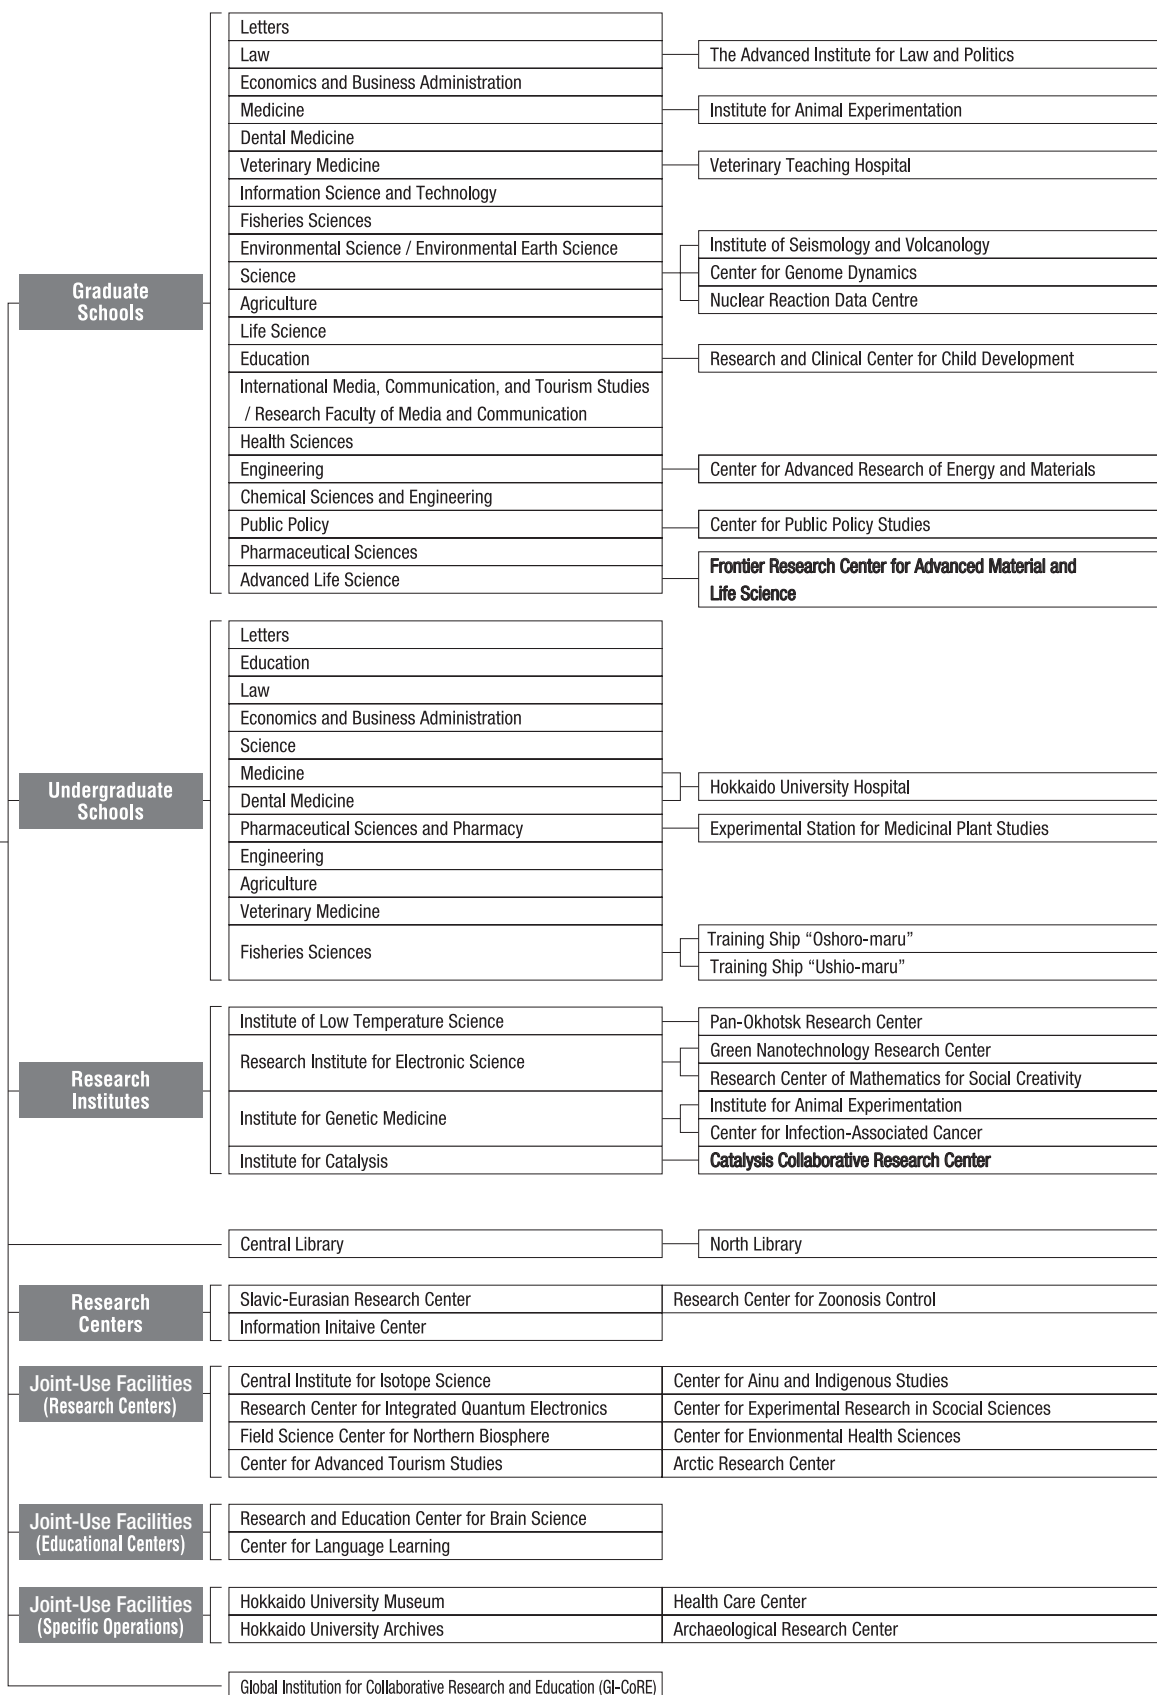 Graduate
Schools
Letters
Law
The Advanced Institute for Law and Politics
Economics and Business Administration
Medicine
Institute for Animal Experimentation
Dental Medicine
Veterinary Medicine
Veterinary Teaching Hospital
Information Science and Technology
Fisheries Sciences
Environmental Science / Environmental Earth Science
Institute of Seismology and Volcanology
Science
Center for Genome Dynamics
Agriculture
Nuclear Reaction Data Centre
Life Science
Education
Research and Clinical Center for Child Development
International Media, Communication, and Tourism Studies
/ Research Faculty of Media and Communication
Health Sciences
Engineering
Center for Advanced Research of Energy and Materials
Chemical Sciences and Engineering
Public Policy
Center for Public Policy Studies
Pharmaceutical Sciences
Advanced Life Science
Frontier Research Center for Advanced Material and
Life Science
Undergraduate
Schools
Letters
Education
Law
Economics and Business Administration
Science
Medicine
Dental Medicine
Hokkaido University Hospital
Pharmaceutical Sciences and Pharmacy
Experimental Station for Medicinal Plant Studies
Engineering
Agriculture
Veterinary Medicine
Fisheries Sciences
Training Ship “Oshoro-maru”
Training Ship “Ushio-maru”
Research
Institutes
Institute of Low Temperature Science
Pan-Okhotsk Research Center
Research Institute for Electronic Science
Green Nanotechnology Research Center
Research Center of Mathematics for Social Creativity
Institute for Genetic Medicine
Institute for Animal Experimentation
Center for Infection-Associated Cancer
Institute for Catalysis
Catalysis Collaborative Research Center
Central Library
North Library
Research
Centers
Slavic-Eurasian Research Center
Research Center for Zoonosis Control
Information Initaive Center
Joint-Use Facilities
(Research Centers)
Central Institute for Isotope Science
Center for Ainu and Indigenous Studies
Research Center for Integrated Quantum Electronics
Center for Experimental Research in Scocial Sciences
Field Science Center for Northern Biosphere
Center for Envionmental Health Sciences
Center for Advanced Tourism Studies
Arctic Research Center
Joint-Use Facilities
(Educational Centers)
Research and Education Center for Brain Science
Center for Language Learning
Joint-Use Facilities
(Specific Operations)
Hokkaido University Museum
Health Care Center
Hokkaido University Archives
Archaeological Research Center
Global Institution for Collaborative Research and Education (GI-CoRE)